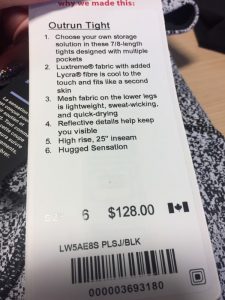 why we made this:
Outrun Tight
1. Choose your own storage
solution in these 7/8-length
tights designed with multiple
pockets
2. Luxtreme® fabric with added
Lycra® fibre is cool to the
touch and fits like a second
skin
3. Mesh fabric on the lower legs
is lightweight, sweat-wicking,
and quick-drying
4. Reflective details help keep
you visible
5. High rise, 25" inseam
6. Hugged Sensation
6 $128.00
LW5AE8S PLSJ/BLK
000003693180